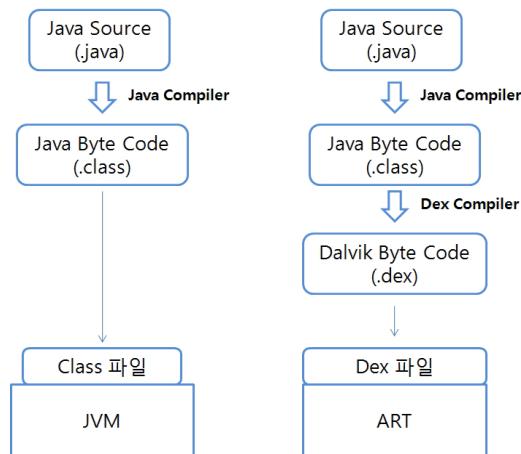 Java Source
(.java)
Java Compiler
Java Byte Code
(.class)
Class 파일
JVM
Java Source
(.java)
Java Compiler
Java Byte Code
(.class)
Dex Compiler
Dalvik Byte Code
(.dex)
Dex 파일
ART